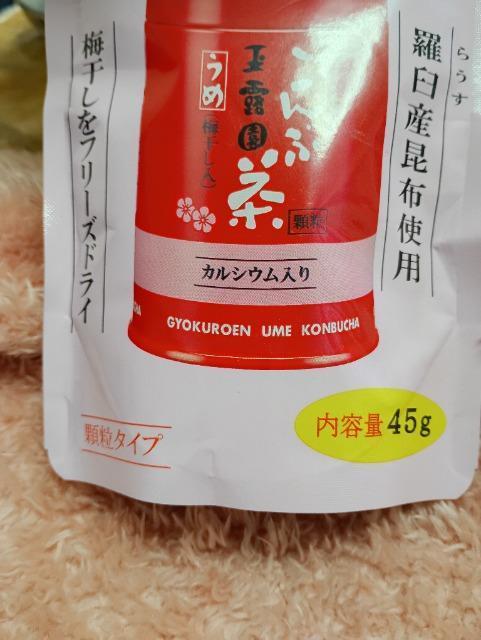 らうす
羅臼産昆布使用
こんぶ茶
玉露園
うめ
(梅干し入)
顆粒
梅干しをフリーズドライ
カルシウム入り
GYOKUROEN UME KONBUCHA
内容量45g
顆粒タイプ